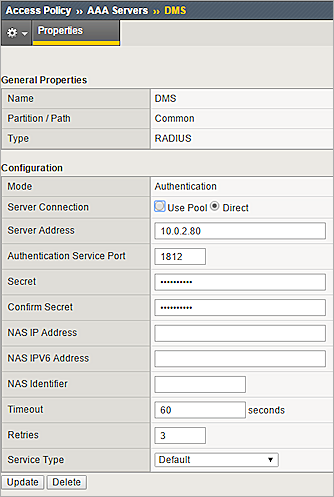 Access Policy ›› AAA Servers ›› DMS
Properties
General Properties
Name DMS
Partition / Path Common
Type RADIUS
Configuration
Mode Authentication
Server Connection Use Pool Direct
Server Address 10.0.2.80
Authentication Service Port 1812
Secret ••••••••••
Confirm Secret ••••••••••
NAS IP Address
NAS IPV6 Address
NAS Identifier
Timeout 60 seconds
Retries 3
Service Type Default
Update Delete